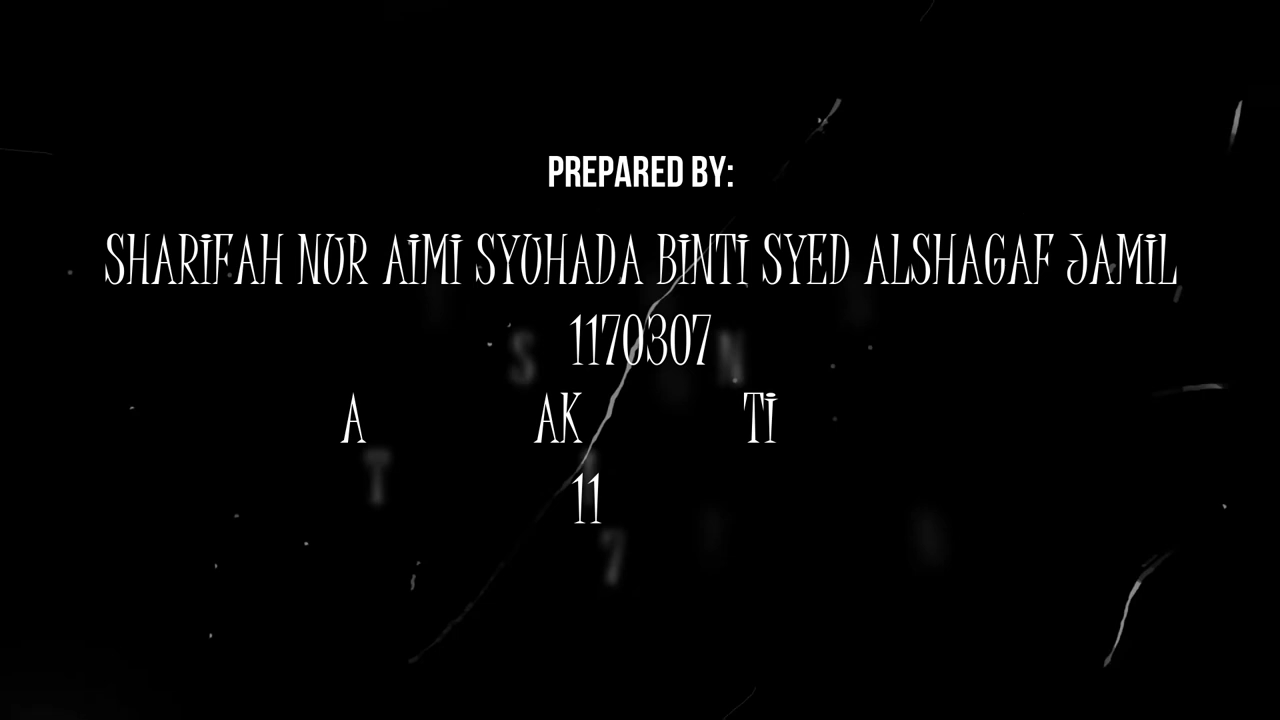 PREPARED BY:
SHARIFAH NUR AIMI SYUHADA BINTI SYED ALSHAGAF JAMIL
1170307
A AK TI
11